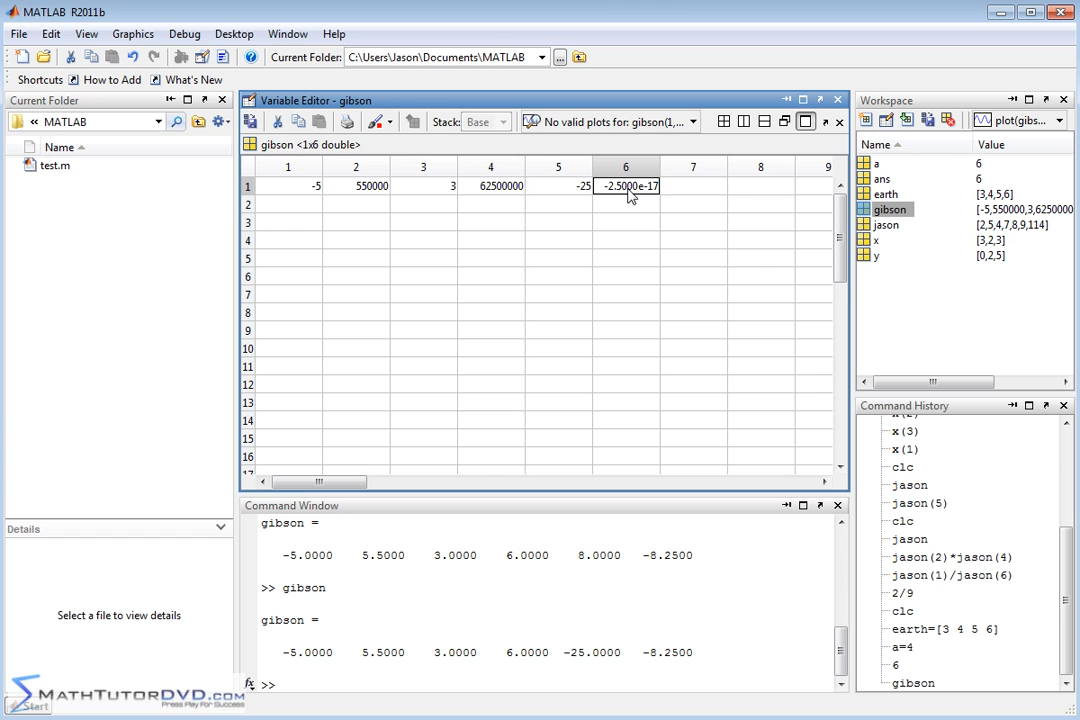 MATLAB R2011b
File Edit View Graphics Debug Desktop Window Help
Current Folder: C:\Users\Jason\Documents\MATLAB ...
Shortcuts How to Add What's New
Current Folder
« MATLAB
Name
test.m
Details
Select a file to view details
Variable Editor - gibson
Stack: Base No valid plots for: gibson(1,...
gibson <1x6 double>
1 2 3 4 5 6 7 8 9
1 -5 550000 3 62500000 -25 -2.5000e-17
2
3
4
5
6
7
8
9
10
11
12
13
14
15
16
17
Command Window
gibson =
-5.0000 5.5000 3.0000 6.0000 8.0000 -8.2500
>> gibson
gibson =
-5.0000 5.5000 3.0000 6.0000 -25.0000 -8.2500
fx >>
Workspace
plot(gibs...
Name Value
a 6
ans 6
earth [3,4,5,6]
gibson [-5,550000,3,6250000
jason [2,5,4,7,8,9,114]
x [3,2,3]
y [0,2,5]
Command History
x(2)
x(3)
x(1)
clc
jason
jason(5)
clc
jason
jason(2)*jason(4)
jason(1)/jason(6)
2/9
clc
earth=[3 4 5 6]
a=4
6
gibson
MATHTUTORDVD.COM
Press Play For Success
Start